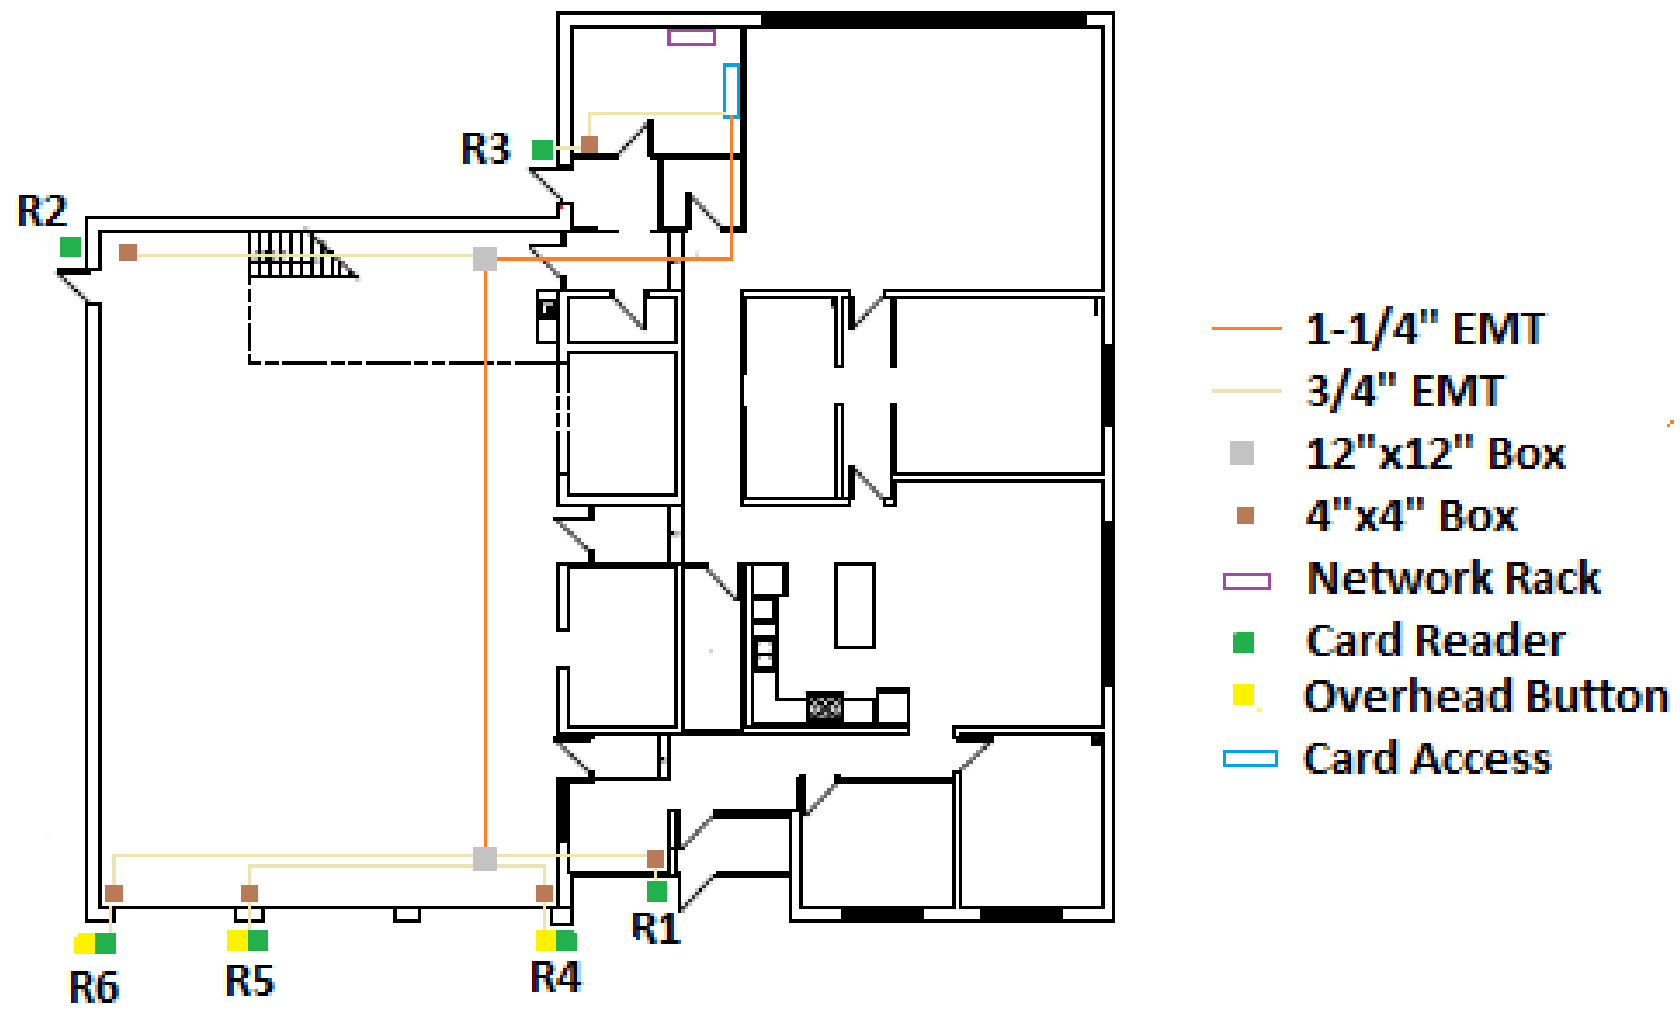 R3
R2
1-1/4" EMT
3/4" EMT
12"x12" Box
4"x4" Box
Network Rack
Card Reader
Overhead Button
Card Access
R1
R6
R5
R4